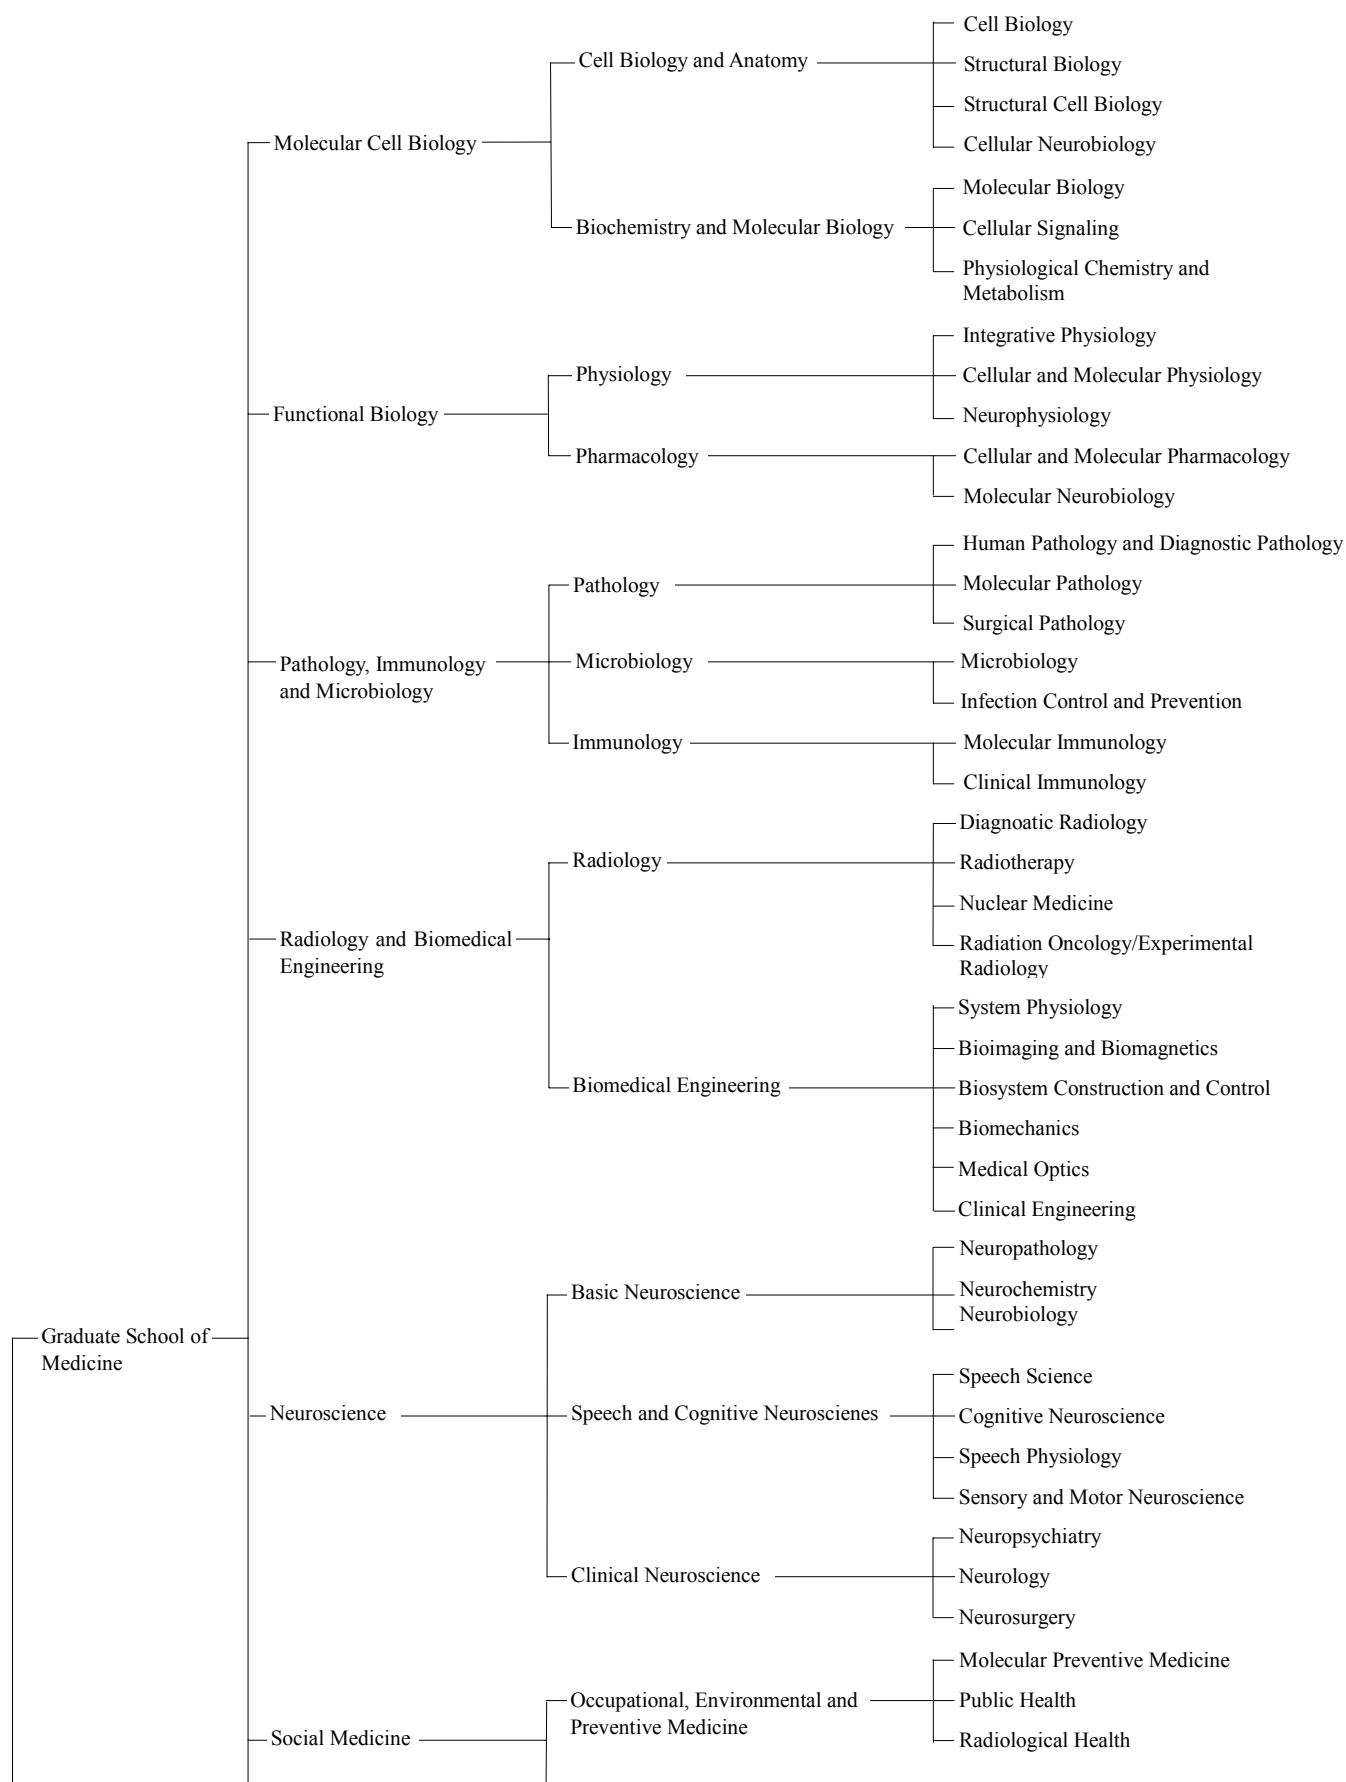 Cell Biology
Cell Biology and Anatomy
Structural Biology
Structural Cell Biology
Molecular Cell Biology
Cellular Neurobiology
Molecular Biology
Biochemistry and Molecular Biology
Cellular Signaling
Physiological Chemistry and
Metabolism
Integrative Physiology
Physiology
Cellular and Molecular Physiology
Functional Biology
Neurophysiology
Pharmacology
Cellular and Molecular Pharmacology
Molecular Neurobiology
Human Pathology and Diagnostic Pathology
Pathology
Molecular Pathology
Surgical Pathology
Pathology, Immunology
and Microbiology
Microbiology
Microbiology
Infection Control and Prevention
Immunology
Molecular Immunology
Clinical Immunology
Diagnoatic Radiology
Radiology
Radiotherapy
Nuclear Medicine
Radiology and Biomedical
Engineering
Radiation Oncology/Experimental
Radiology
System Physiology
Bioimaging and Biomagnetics
Biomedical Engineering
Biosystem Construction and Control
Biomechanics
Medical Optics
Clinical Engineering
Neuropathology
Basic Neuroscience
Neurochemistry
Neurobiology
Graduate School of
Medicine
Speech Science
Neuroscience
Speech and Cognitive Neuroscienes
Cognitive Neuroscience
Speech Physiology
Sensory and Motor Neuroscience
Neuropsychiatry
Clinical Neuroscience
Neurology
Neurosurgery
Molecular Preventive Medicine
Occupational, Environmental and
Preventive Medicine
Public Health
Social Medicine
Radiological Health